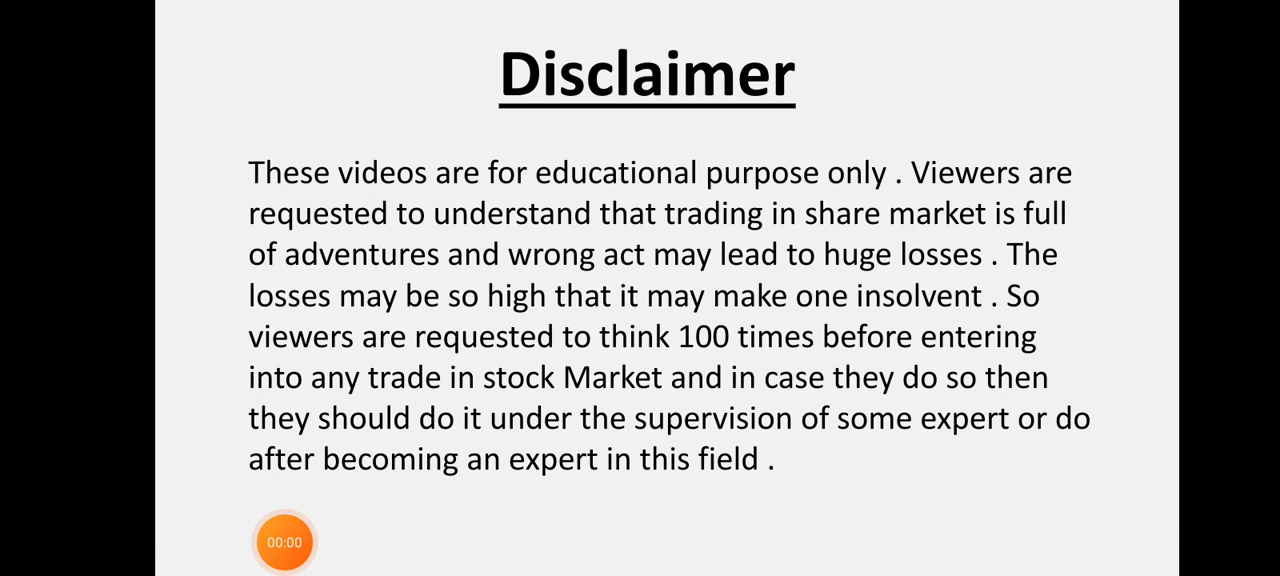 Disclaimer
These videos are for educational purpose only . Viewers are
requested to understand that trading in share market is full
of adventures and wrong act may lead to huge losses . The
losses may be so high that it may make one insolvent . So
viewers are requested to think 100 times before entering
into any trade in stock Market and in case they do so then
they should do it under the supervision of some expert or do
after becoming an expert in this field .
00:00